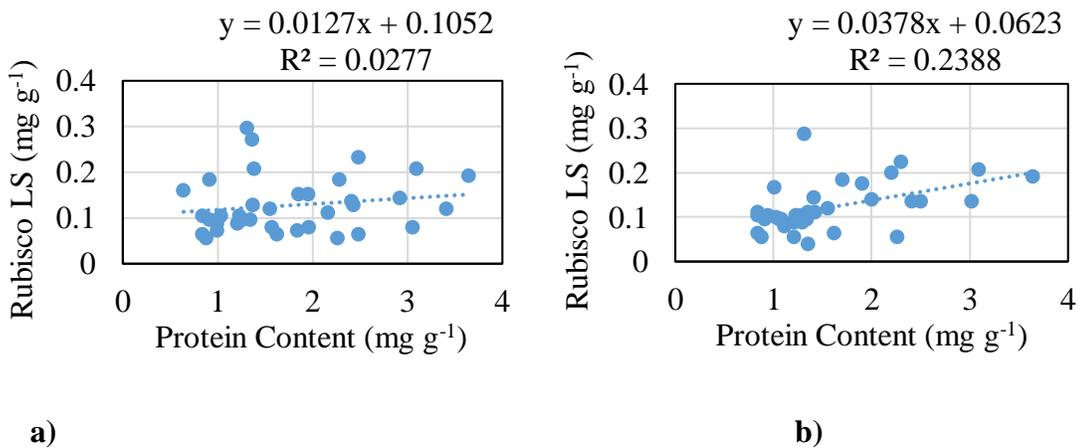 y = 0.0127x + 0.1052
R² = 0.0277
0.4
0.3
0.2
0.1
0
0 1 2 3 4
Rubisco LS (mg g⁻¹)
Protein Content (mg g⁻¹)
a)
y = 0.0378x + 0.0623
R² = 0.2388
0.4
0.3
0.2
0.1
0
0 1 2 3 4
Rubisco LS (mg g⁻¹)
Protein Content (mg g⁻¹)
b)